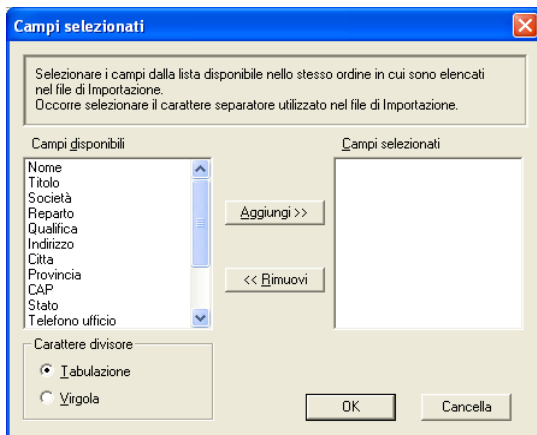 Campi selezionati
Selezionare i campi dalla lista disponibile nello stesso ordine in cui sono elencati
nel file di Importazione.
Occorre selezionare il carattere separatore utilizzato nel file di Importazione.
Campi disponibili
Campi selezionati
Nome
Titolo
Società
Reparto
Qualifica
Indirizzo
Citta
Provincia
CAP
Stato
Telefono ufficio
Aggiungi >>
<< Rimuovi
Carattere divisore
Tabulazione
Virgola
OK
Cancella